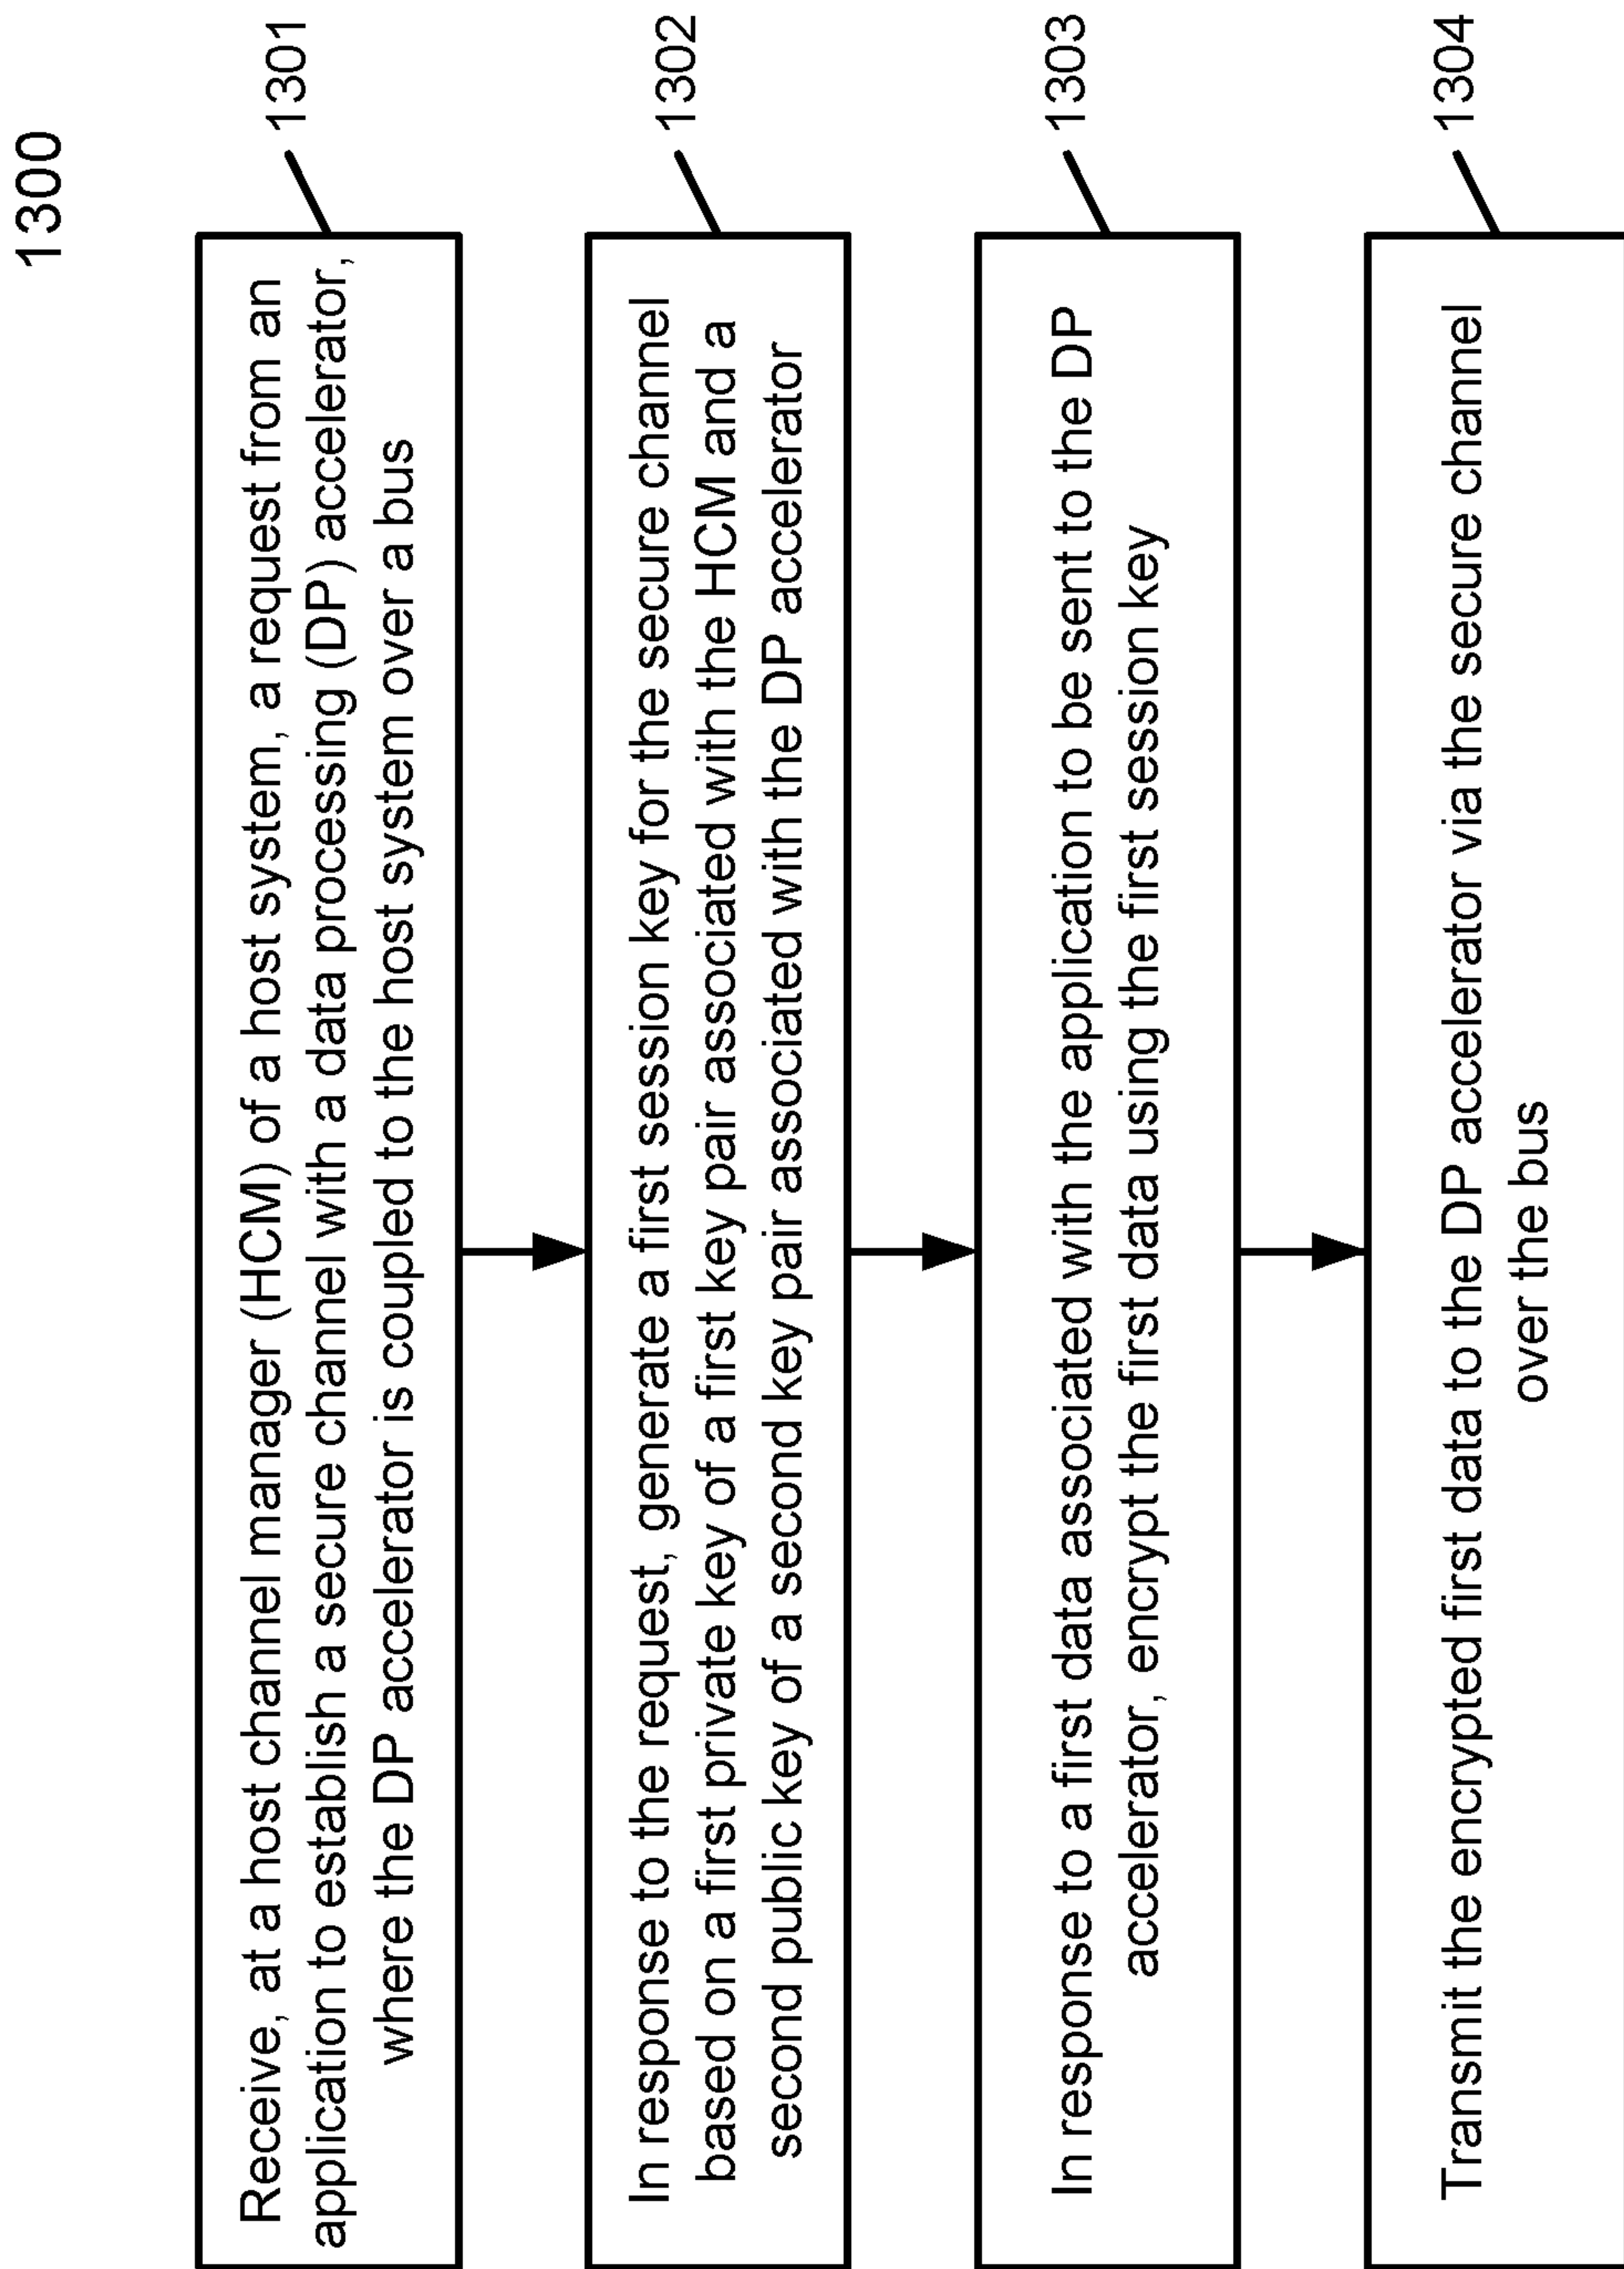 1300
Receive, at a host channel manager (HCM) of a host system, a request from an
application to establish a secure channel with a data processing (DP) accelerator,
where the DP accelerator is coupled to the host system over a bus
1301
In response to the request, generate a first session key for the secure channel
based on a first private key of a first key pair associated with the HCM and a
second public key of a second key pair associated with the DP accelerator
1302
In response to a first data associated with the application to be sent to the DP
accelerator, encrypt the first data using the first session key
1303
Transmit the encrypted first data to the DP accelerator via the secure channel
over the bus
1304